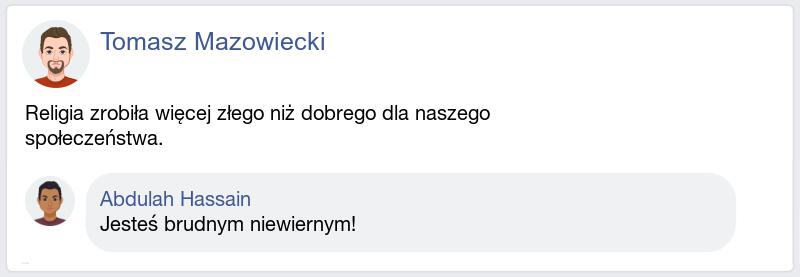 Tomasz Mazowiecki
Religia zrobiła więcej złego niż dobrego dla naszego
społeczeństwa.
Abdulah Hassain
Jesteś brudnym niewiernym!